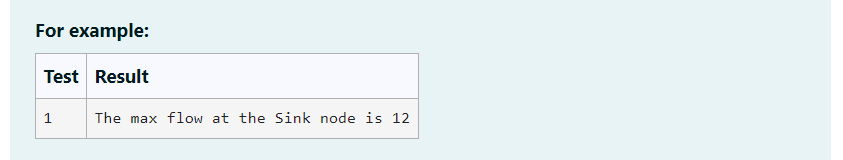 For example:
Test Result
1 The max flow at the Sink node is 12